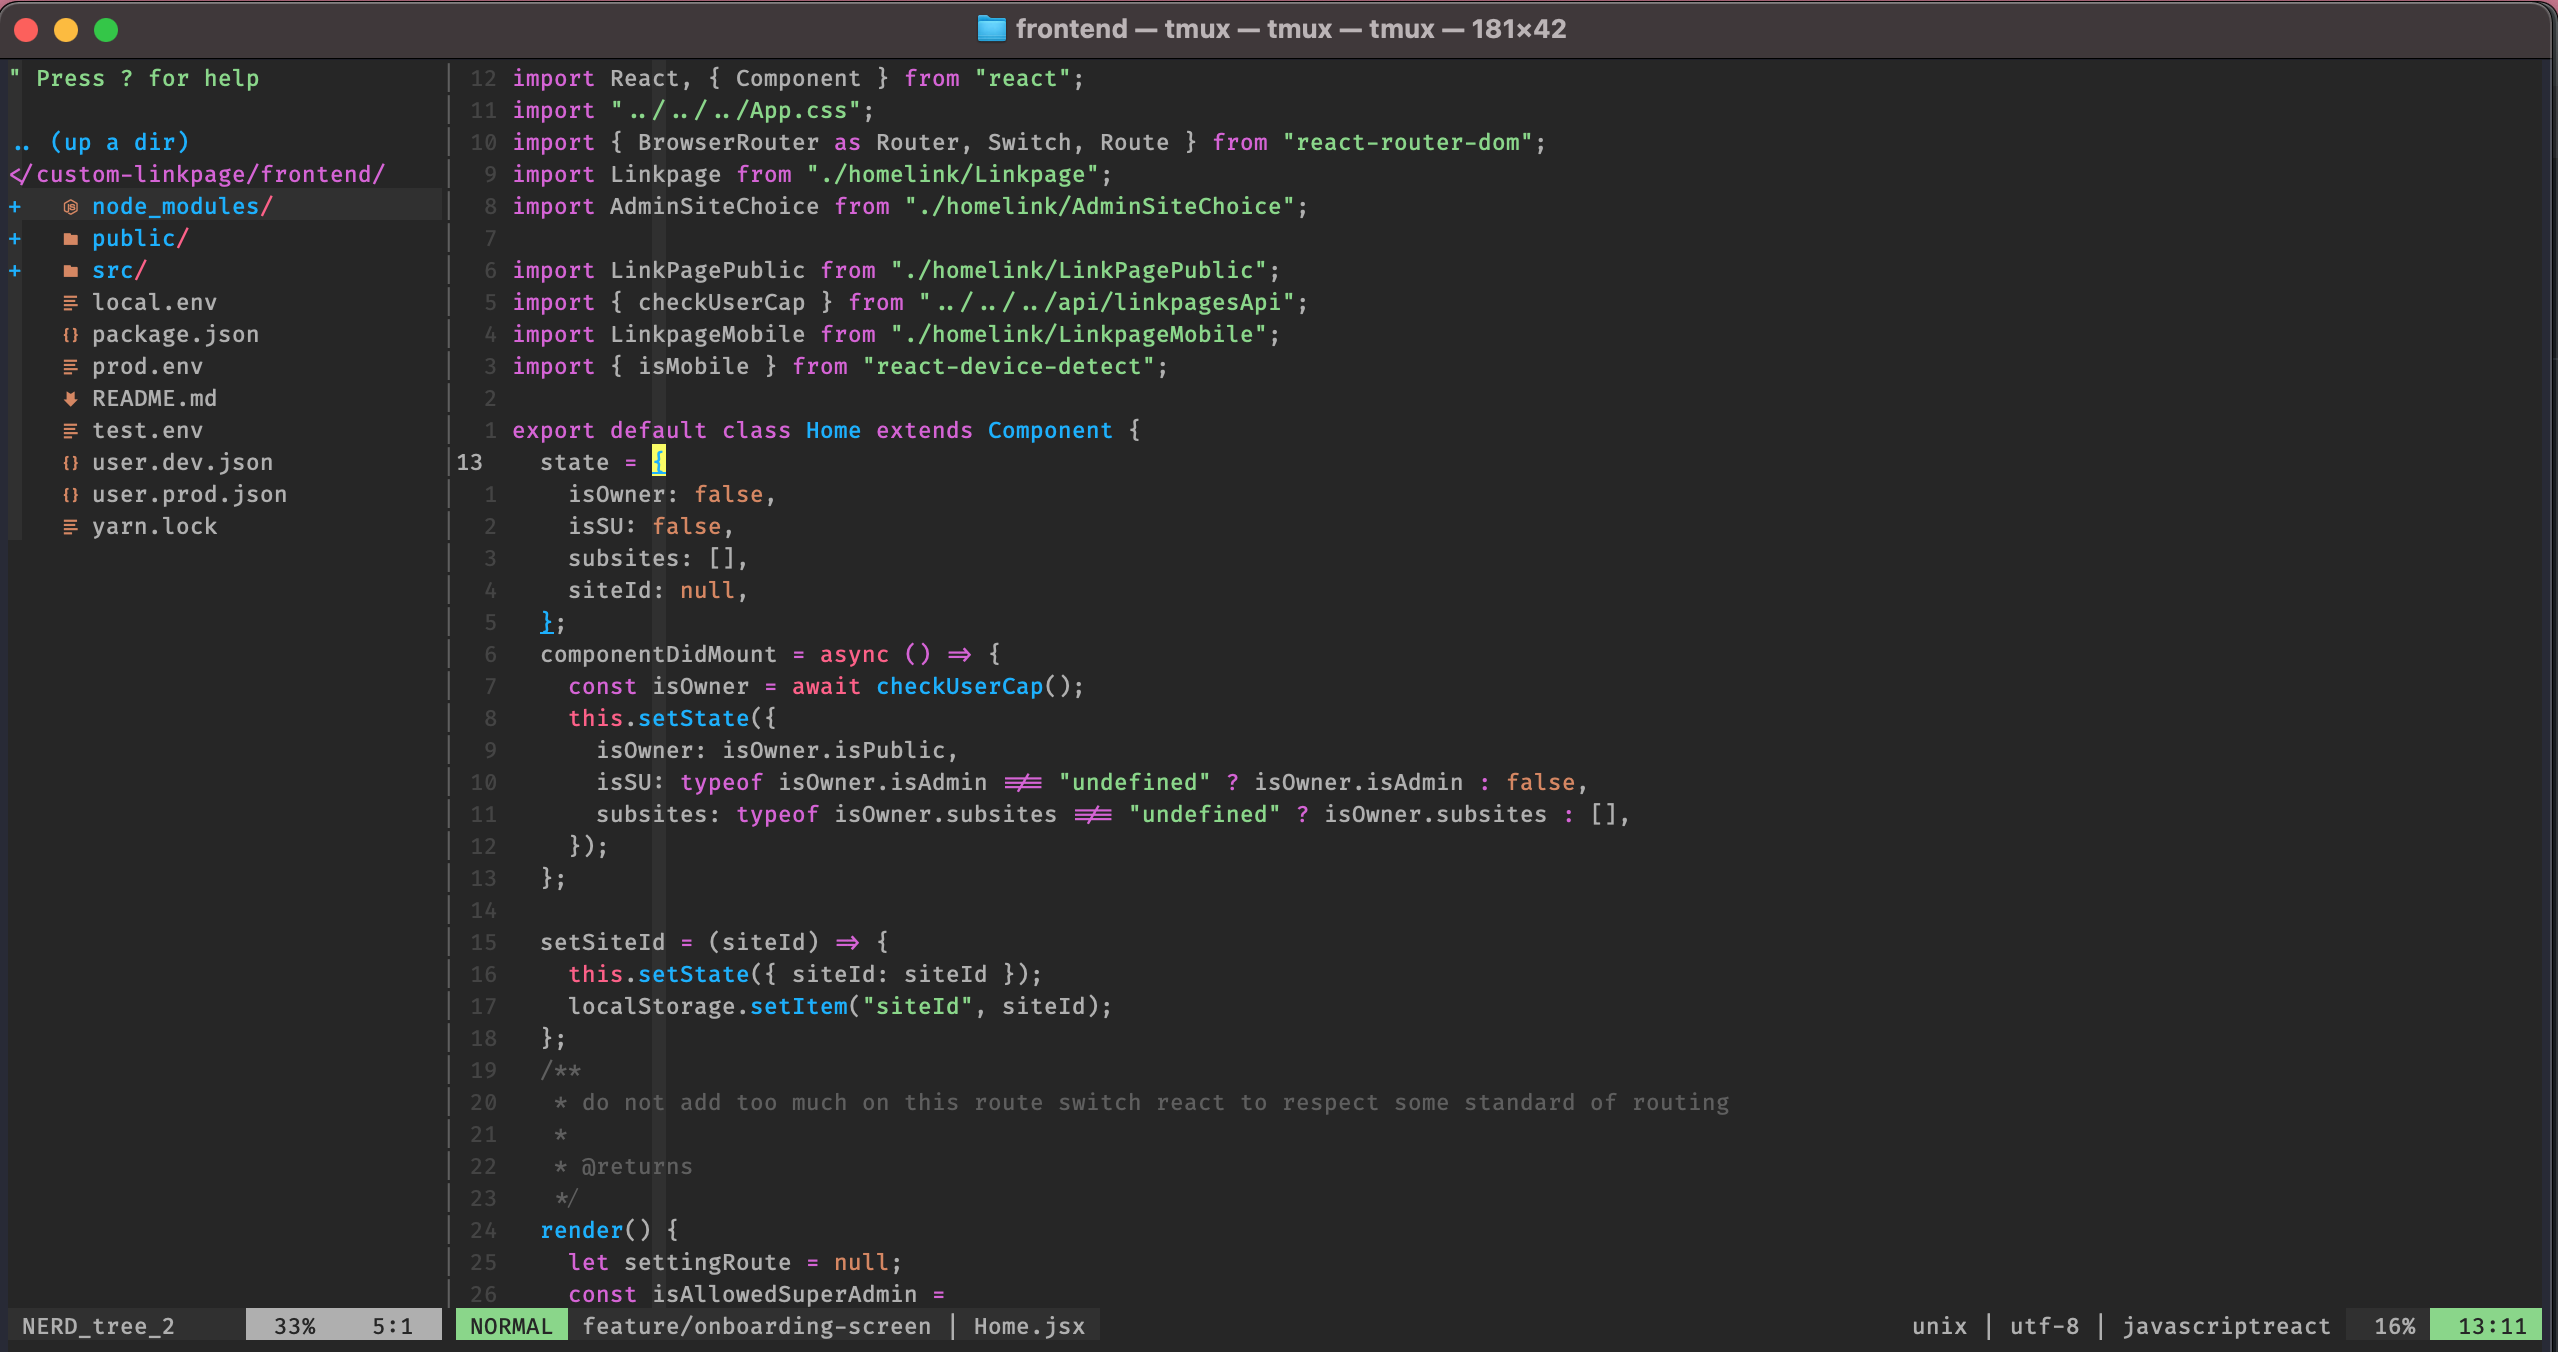 frontend — tmux — tmux — tmux — 181×42
" Press ? for help
.. (up a dir)
</custom-linkpage/frontend/
+ node_modules/
+ public/
+ src/
local.env
{} package.json
prod.env
README.md
test.env
{} user.dev.json
{} user.prod.json
yarn.lock
12 import React, { Component } from "react";
11 import "../../../App.css";
10 import { BrowserRouter as Router, Switch, Route } from "react-router-dom";
9 import Linkpage from "./homelink/Linkpage";
8 import AdminSiteChoice from "./homelink/AdminSiteChoice";
7
6 import LinkPagePublic from "./homelink/LinkPagePublic";
5 import { checkUserCap } from "../../../api/linkpagesApi";
4 import LinkpageMobile from "./homelink/LinkpageMobile";
3 import { isMobile } from "react-device-detect";
2
1 export default class Home extends Component {
13 state = {
1 isOwner: false,
2 isSU: false,
3 subsites: [],
4 siteId: null,
5 };
6 componentDidMount = async () => {
7 const isOwner = await checkUserCap();
8 this.setState({
9 isOwner: isOwner.isPublic,
10 isSU: typeof isOwner.isAdmin !== "undefined" ? isOwner.isAdmin : false,
11 subsites: typeof isOwner.subsites !== "undefined" ? isOwner.subsites : [],
12 });
13 };
14
15 setSiteId = (siteId) => {
16 this.setState({ siteId: siteId });
17 localStorage.setItem("siteId", siteId);
18 };
19 /**
20 * do not add too much on this route switch react to respect some standard of routing
21 *
22 * @returns
23 */
24 render() {
25 let settingRoute = null;
26 const isAllowedSuperAdmin =
NERD_tree_2 33% 5:1 NORMAL feature/onboarding-screen | Home.jsx unix | utf-8 | javascriptreact 16% 13:11